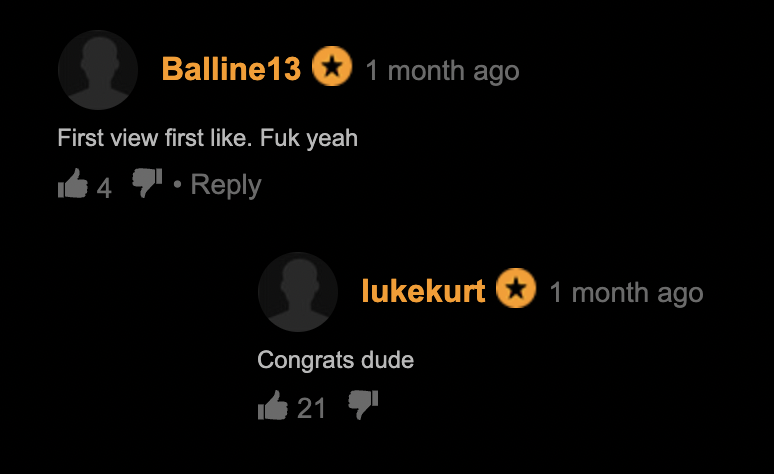 Balline13 1 month ago
First view first like. Fuk yeah
4 • Reply
lukekurt 1 month ago
Congrats dude
21